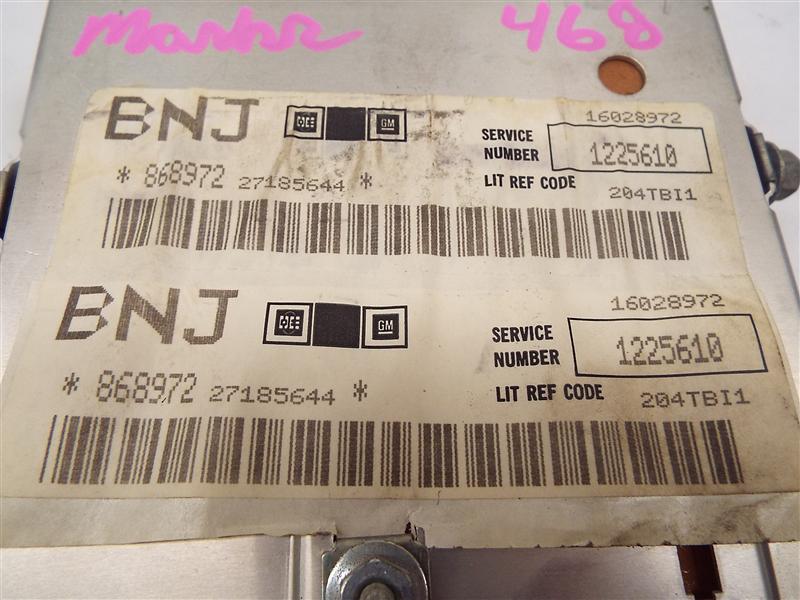 468
BNJ GM 16028972
SERVICE NUMBER 1225610
* 868972 27185644 *
LIT REF CODE 204TBI1
BNJ GM 16028972
SERVICE NUMBER 1225610
* 868972 27185644 *
LIT REF CODE 204TBI1